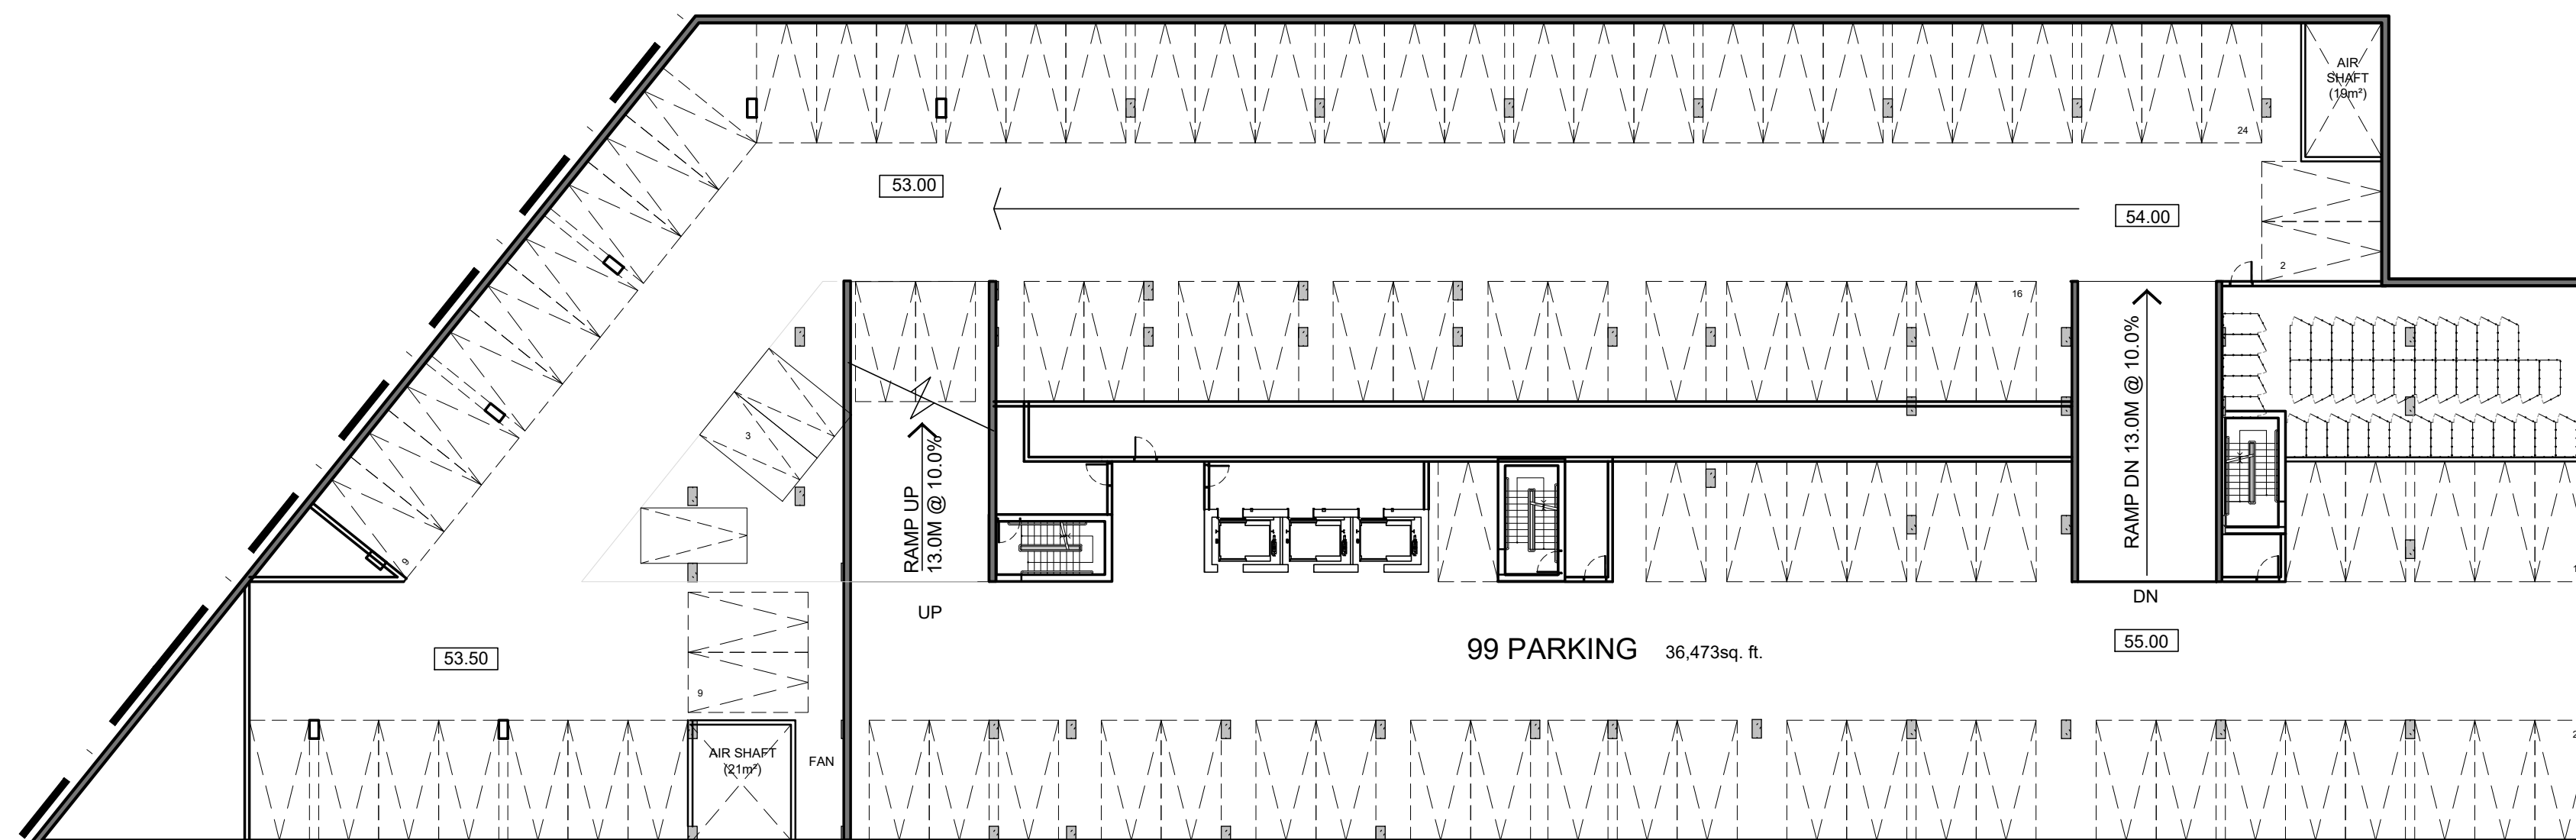 AIR
SHAFT
(19m²)
24
53.00
54.00
2
16
RAMP DN 13.0M @ 10.0%
3
RAMP UP
13.0M @ 10.0%
9
UP
DN
99 PARKING 36,473sq. ft.
55.00
53.50
9
AIR SHAFT
(21m²)
FAN